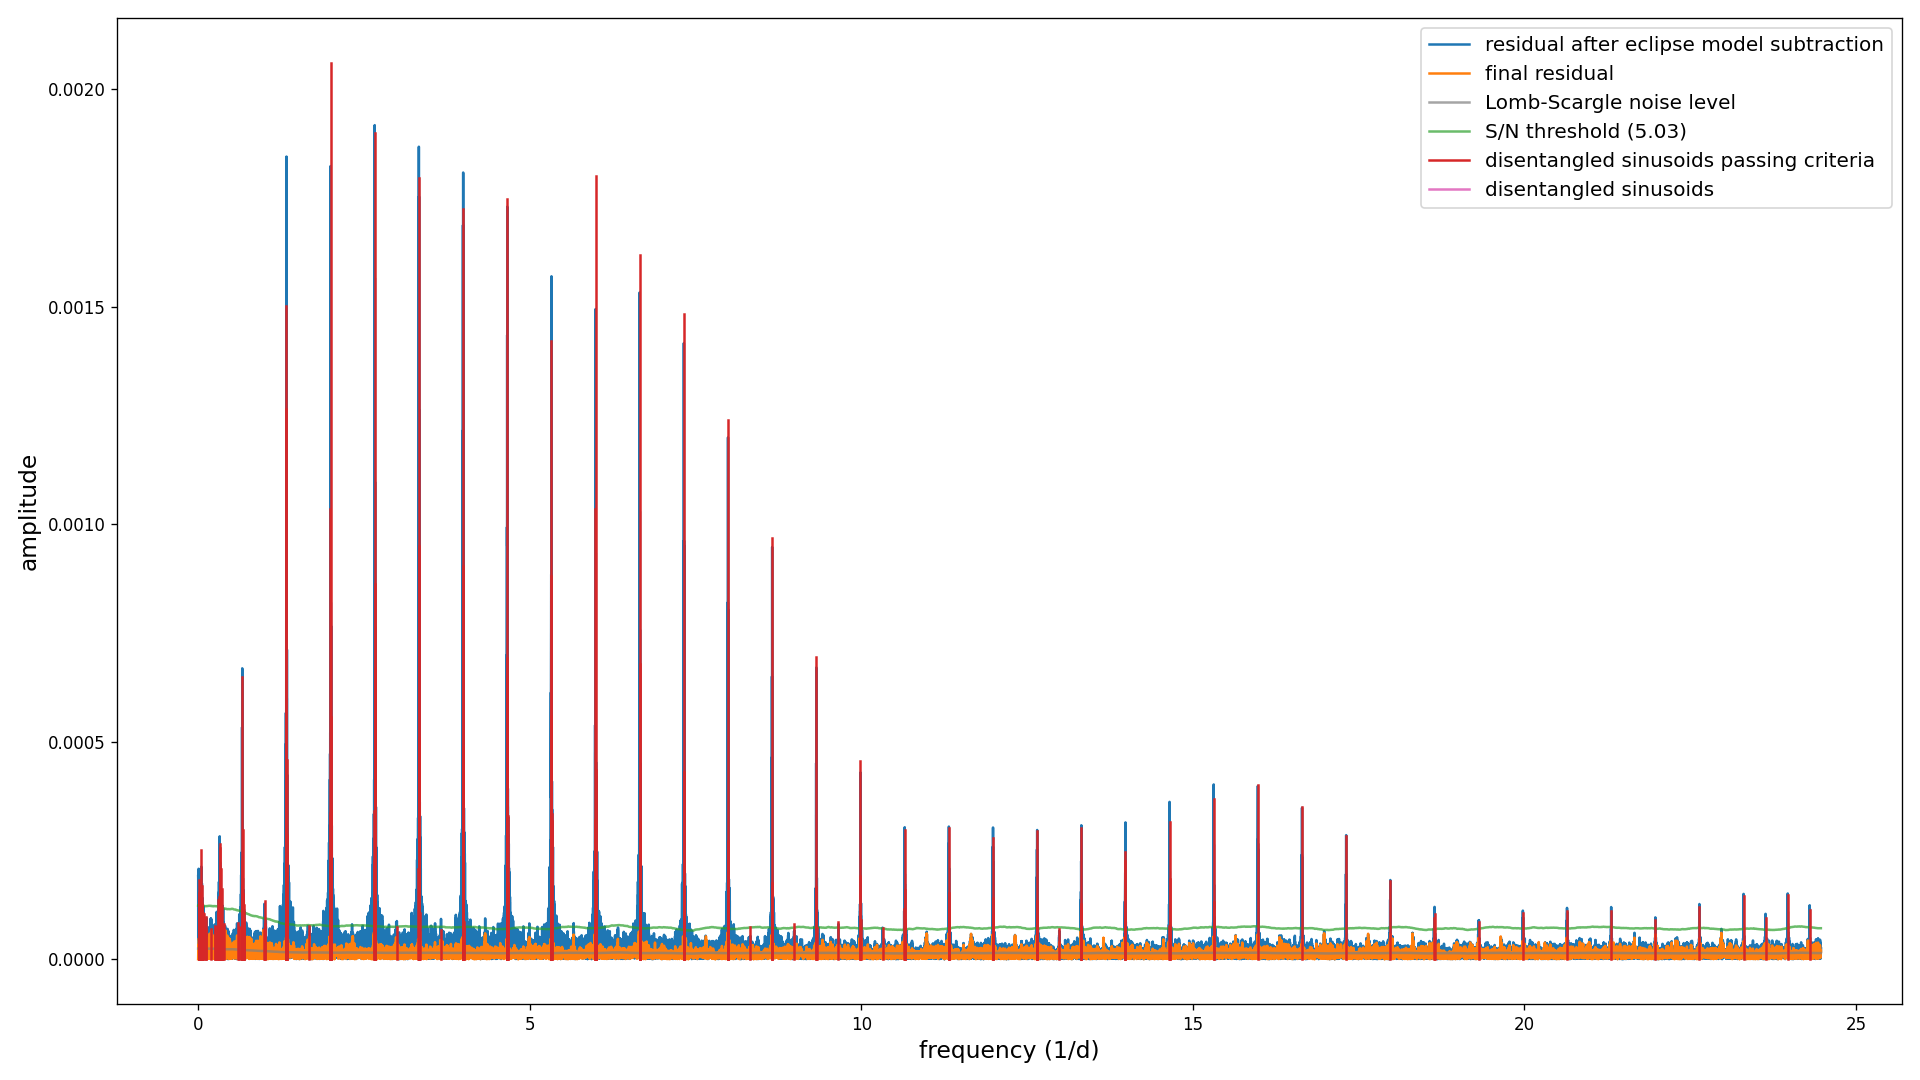 residual after eclipse model subtraction
final residual
Lomb-Scargle noise level
S/N threshold (5.03)
disentangled sinusoids passing criteria
disentangled sinusoids
0.0020
0.0015
0.0010
0.0005
0.0000
amplitude
0 5 10 15 20 25
frequency (1/d)